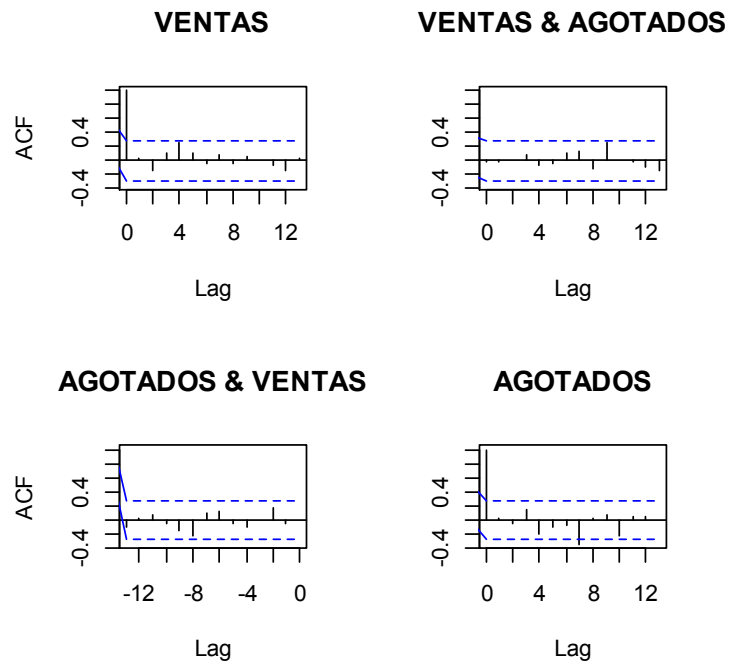 VENTAS
VENTAS & AGOTADOS
ACF
0.4
-0.4
0.4
-0.4
0 4 8 12
0 4 8 12
Lag
Lag
AGOTADOS & VENTAS
AGOTADOS
ACF
0.4
-0.4
0.4
-0.4
-12 -8 -4 0
0 4 8 12
Lag
Lag